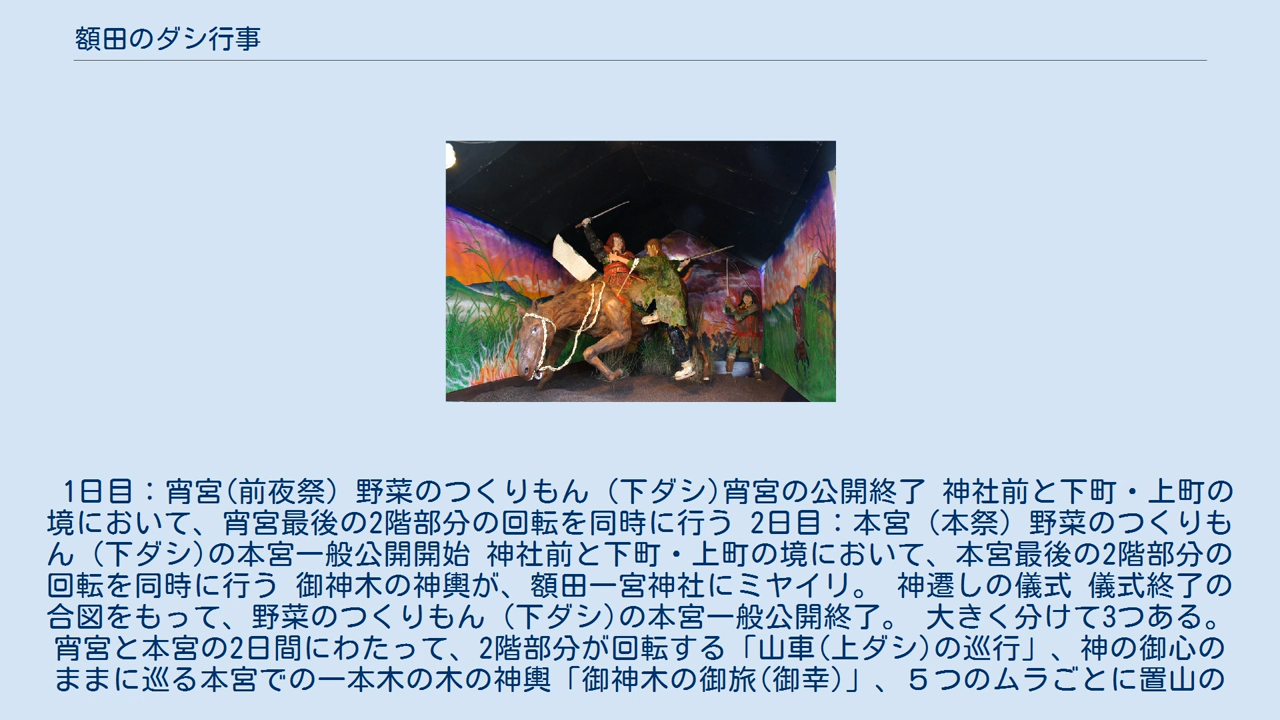 額田のダシ行事
1日目：宵宮(前夜祭) 野菜のつくりもん (下ダシ)宵宮の公開終了 神社前と下町・上町の
境において、宵宮最後の2階部分の回転を同時に行う 2日目：本宮 (本祭) 野菜のつくりも
ん (下ダシ)の本宮一般公開開始 神社前と下町・上町の境において、本宮最後の2階部分の
回転を同時に行う 御神木の神輿が、額田一宮神社にミヤイリ。 神遷しの儀式 儀式終了の
合図をもって、野菜のつくりもん (下ダシ)の本宮一般公開終了。 大きく分けて3つある。
宵宮と本宮の2日間にわたって、2階部分が回転する「山車(上ダシ)の巡行」、神の御心の
ままに巡る本宮での一本木の木の神輿「御神木の御旅(御幸)」、５つのムラごとに置山の